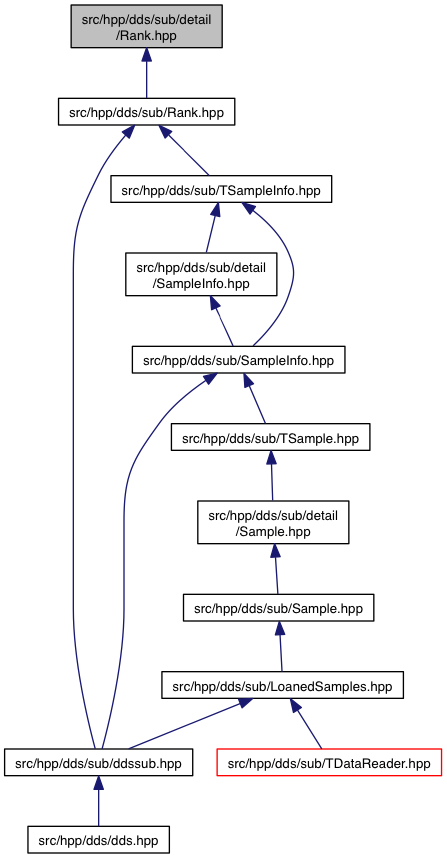 src/hpp/dds/sub/detail
/Rank.hpp
src/hpp/dds/sub/Rank.hpp
src/hpp/dds/sub/TSampleInfo.hpp
src/hpp/dds/sub/detail
/SampleInfo.hpp
src/hpp/dds/sub/SampleInfo.hpp
src/hpp/dds/sub/TSample.hpp
src/hpp/dds/sub/detail
/Sample.hpp
src/hpp/dds/sub/Sample.hpp
src/hpp/dds/sub/LoanedSamples.hpp
src/hpp/dds/sub/ddssub.hpp
src/hpp/dds/sub/TDataReader.hpp
src/hpp/dds/dds.hpp